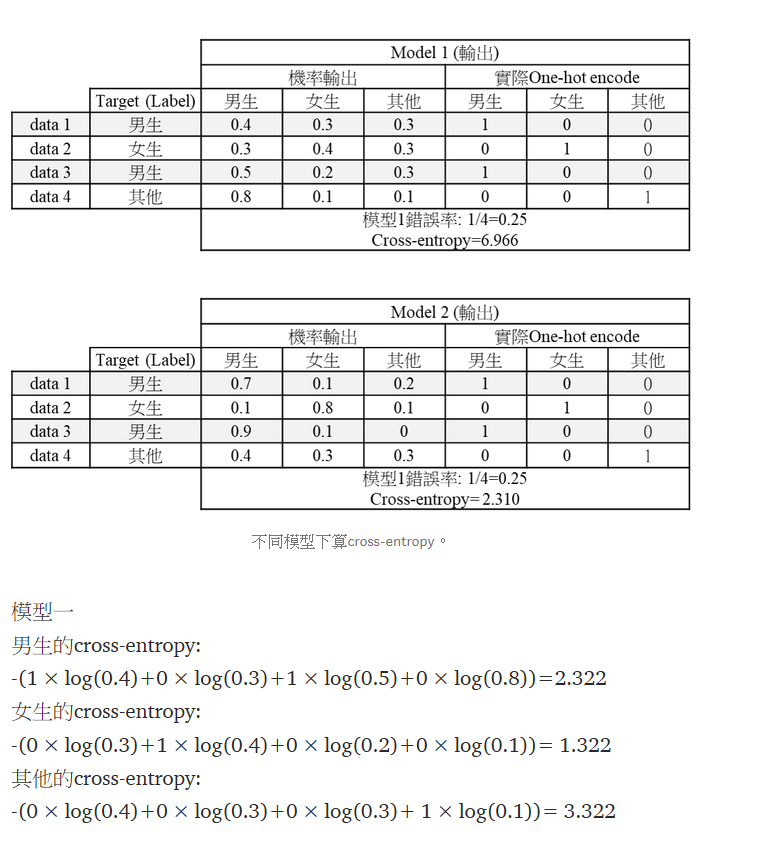 Model 1 (輸出)
機率輸出 實際One-hot encode
Target (Label) 男生 女生 其他 男生 女生 其他
data 1 男生 0.4 0.3 0.3 1 0 0
data 2 女生 0.3 0.4 0.3 0 1 0
data 3 男生 0.5 0.2 0.3 1 0 0
data 4 其他 0.8 0.1 0.1 0 0 1
模型1錯誤率: 1/4=0.25
Cross-entropy=6.966
Model 2 (輸出)
機率輸出 實際One-hot encode
Target (Label) 男生 女生 其他 男生 女生 其他
data 1 男生 0.7 0.1 0.2 1 0 0
data 2 女生 0.1 0.8 0.1 0 1 0
data 3 男生 0.9 0.1 0 1 0 0
data 4 其他 0.4 0.3 0.3 0 0 1
模型1錯誤率: 1/4=0.25
Cross-entropy=2.310
不同模型下算cross-entropy。
模型一
男生的cross-entropy:
-(1 × log(0.4)+0 × log(0.3)+1 × log(0.5)+0 × log(0.8))=2.322
女生的cross-entropy:
-(0 × log(0.3)+1 × log(0.4)+0 × log(0.2)+0 × log(0.1))= 1.322
其他的cross-entropy:
-(0 × log(0.4)+0 × log(0.3)+0 × log(0.3)+ 1 × log(0.1))= 3.322